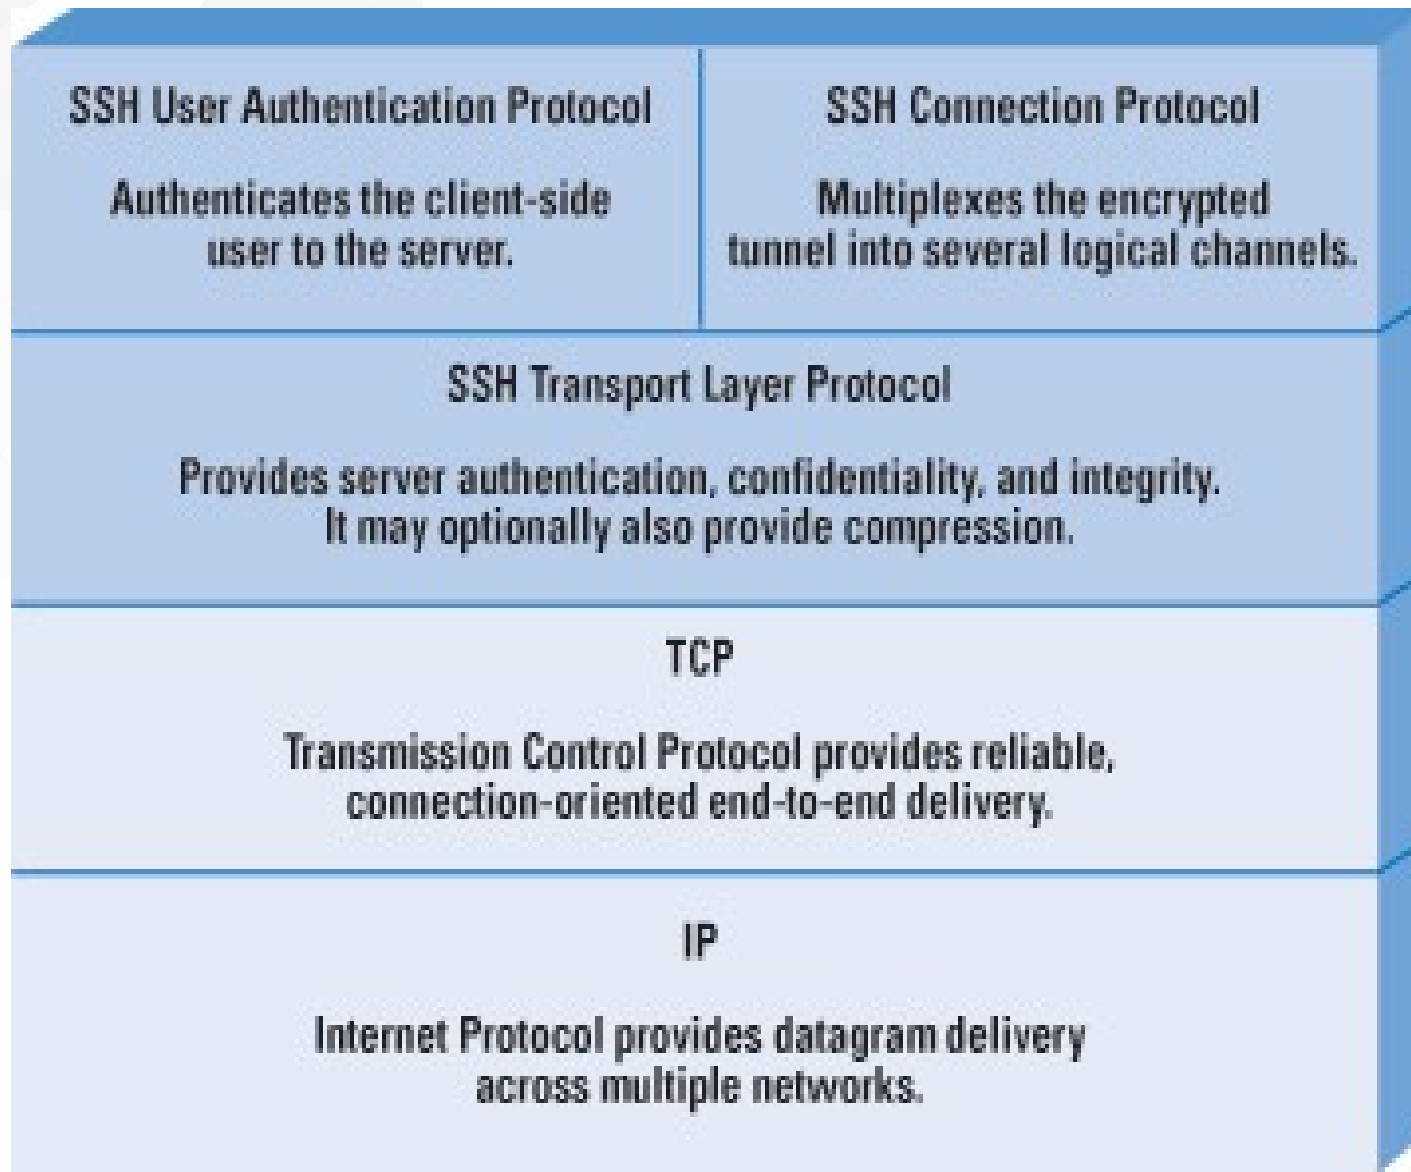 SSH User Authentication Protocol
Authenticates the client-side
user to the server.
SSH Connection Protocol
Multiplexes the encrypted
tunnel into several logical channels.
SSH Transport Layer Protocol
Provides server authentication, confidentiality, and integrity.
It may optionally also provide compression.
TCP
Transmission Control Protocol provides reliable,
connection-oriented end-to-end delivery.
IP
Internet Protocol provides datagram delivery
across multiple networks.